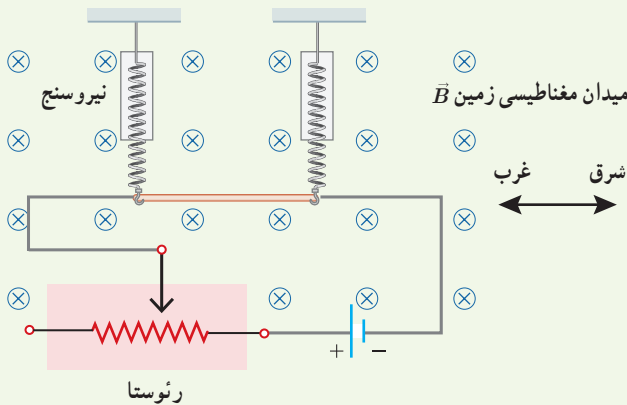 نیروسنج
میدان مغناطیسی زمین B⃗
غرب
شرق
+
−
رئوستا